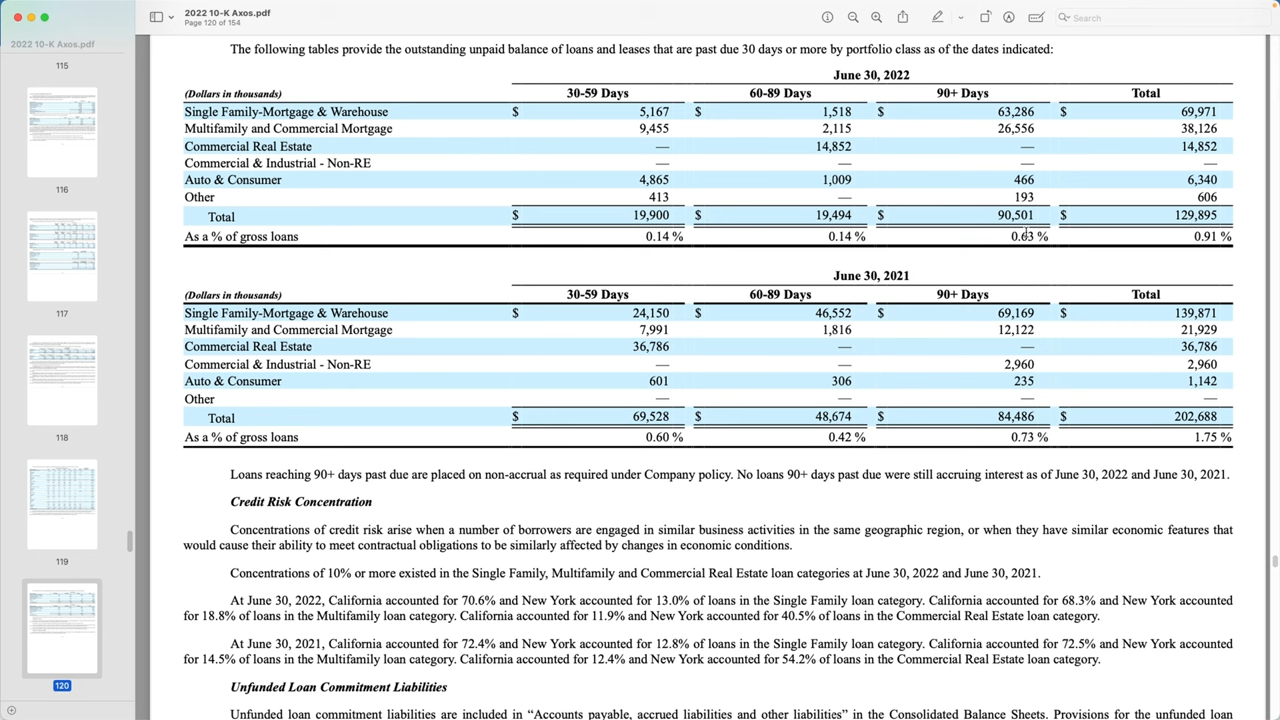 2022 10-K Axos.pdf
Page 120 of 154
Search
2022 10-K Axos.pdf
115
116
117
118
119
120
The following tables provide the outstanding unpaid balance of loans and leases that are past due 30 days or more by portfolio class as of the dates indicated:
June 30, 2022
(Dollars in thousands) 30-59 Days 60-89 Days 90+ Days Total
Single Family-Mortgage & Warehouse $ 5,167 $ 1,518 $ 63,286 $ 69,971
Multifamily and Commercial Mortgage 9,455 2,115 26,556 38,126
Commercial Real Estate — 14,852 — 14,852
Commercial & Industrial - Non-RE — — — —
Auto & Consumer 4,865 1,009 466 6,340
Other 413 — 193 606
Total $ 19,900 $ 19,494 $ 90,501 $ 129,895
As a % of gross loans 0.14 % 0.14 % 0.63 % 0.91 %
June 30, 2021
(Dollars in thousands) 30-59 Days 60-89 Days 90+ Days Total
Single Family-Mortgage & Warehouse $ 24,150 $ 46,552 $ 69,169 $ 139,871
Multifamily and Commercial Mortgage 7,991 1,816 12,122 21,929
Commercial Real Estate 36,786 — — 36,786
Commercial & Industrial - Non-RE — — 2,960 2,960
Auto & Consumer 601 306 235 1,142
Other — — — —
Total $ 69,528 $ 48,674 $ 84,486 $ 202,688
As a % of gross loans 0.60 % 0.42 % 0.73 % 1.75 %
Loans reaching 90+ days past due are placed on non-accrual as required under Company policy. No loans 90+ days past due were still accruing interest as of June 30, 2022 and June 30, 2021.
Credit Risk Concentration
Concentrations of credit risk arise when a number of borrowers are engaged in similar business activities in the same geographic region, or when they have similar economic features that
would cause their ability to meet contractual obligations to be similarly affected by changes in economic conditions.
Concentrations of 10% or more existed in the Single Family, Multifamily and Commercial Real Estate loan categories at June 30, 2022 and June 30, 2021.
At June 30, 2022, California accounted for 70.6% and New York accounted for 13.0% of loans in the Single Family loan category. California accounted for 68.3% and New York accounted
for 18.8% of loans in the Multifamily loan category. California accounted for 11.9% and New York accounted for 40.5% of loans in the Commercial Real Estate loan category.
At June 30, 2021, California accounted for 72.4% and New York accounted for 12.8% of loans in the Single Family loan category. California accounted for 72.5% and New York accounted
for 14.5% of loans in the Multifamily loan category. California accounted for 12.4% and New York accounted for 54.2% of loans in the Commercial Real Estate loan category.
Unfunded Loan Commitment Liabilities
Unfunded loan commitment liabilities are included in “Accounts payable, accrued liabilities and other liabilities” in the Consolidated Balance Sheets. Provisions for the unfunded loan